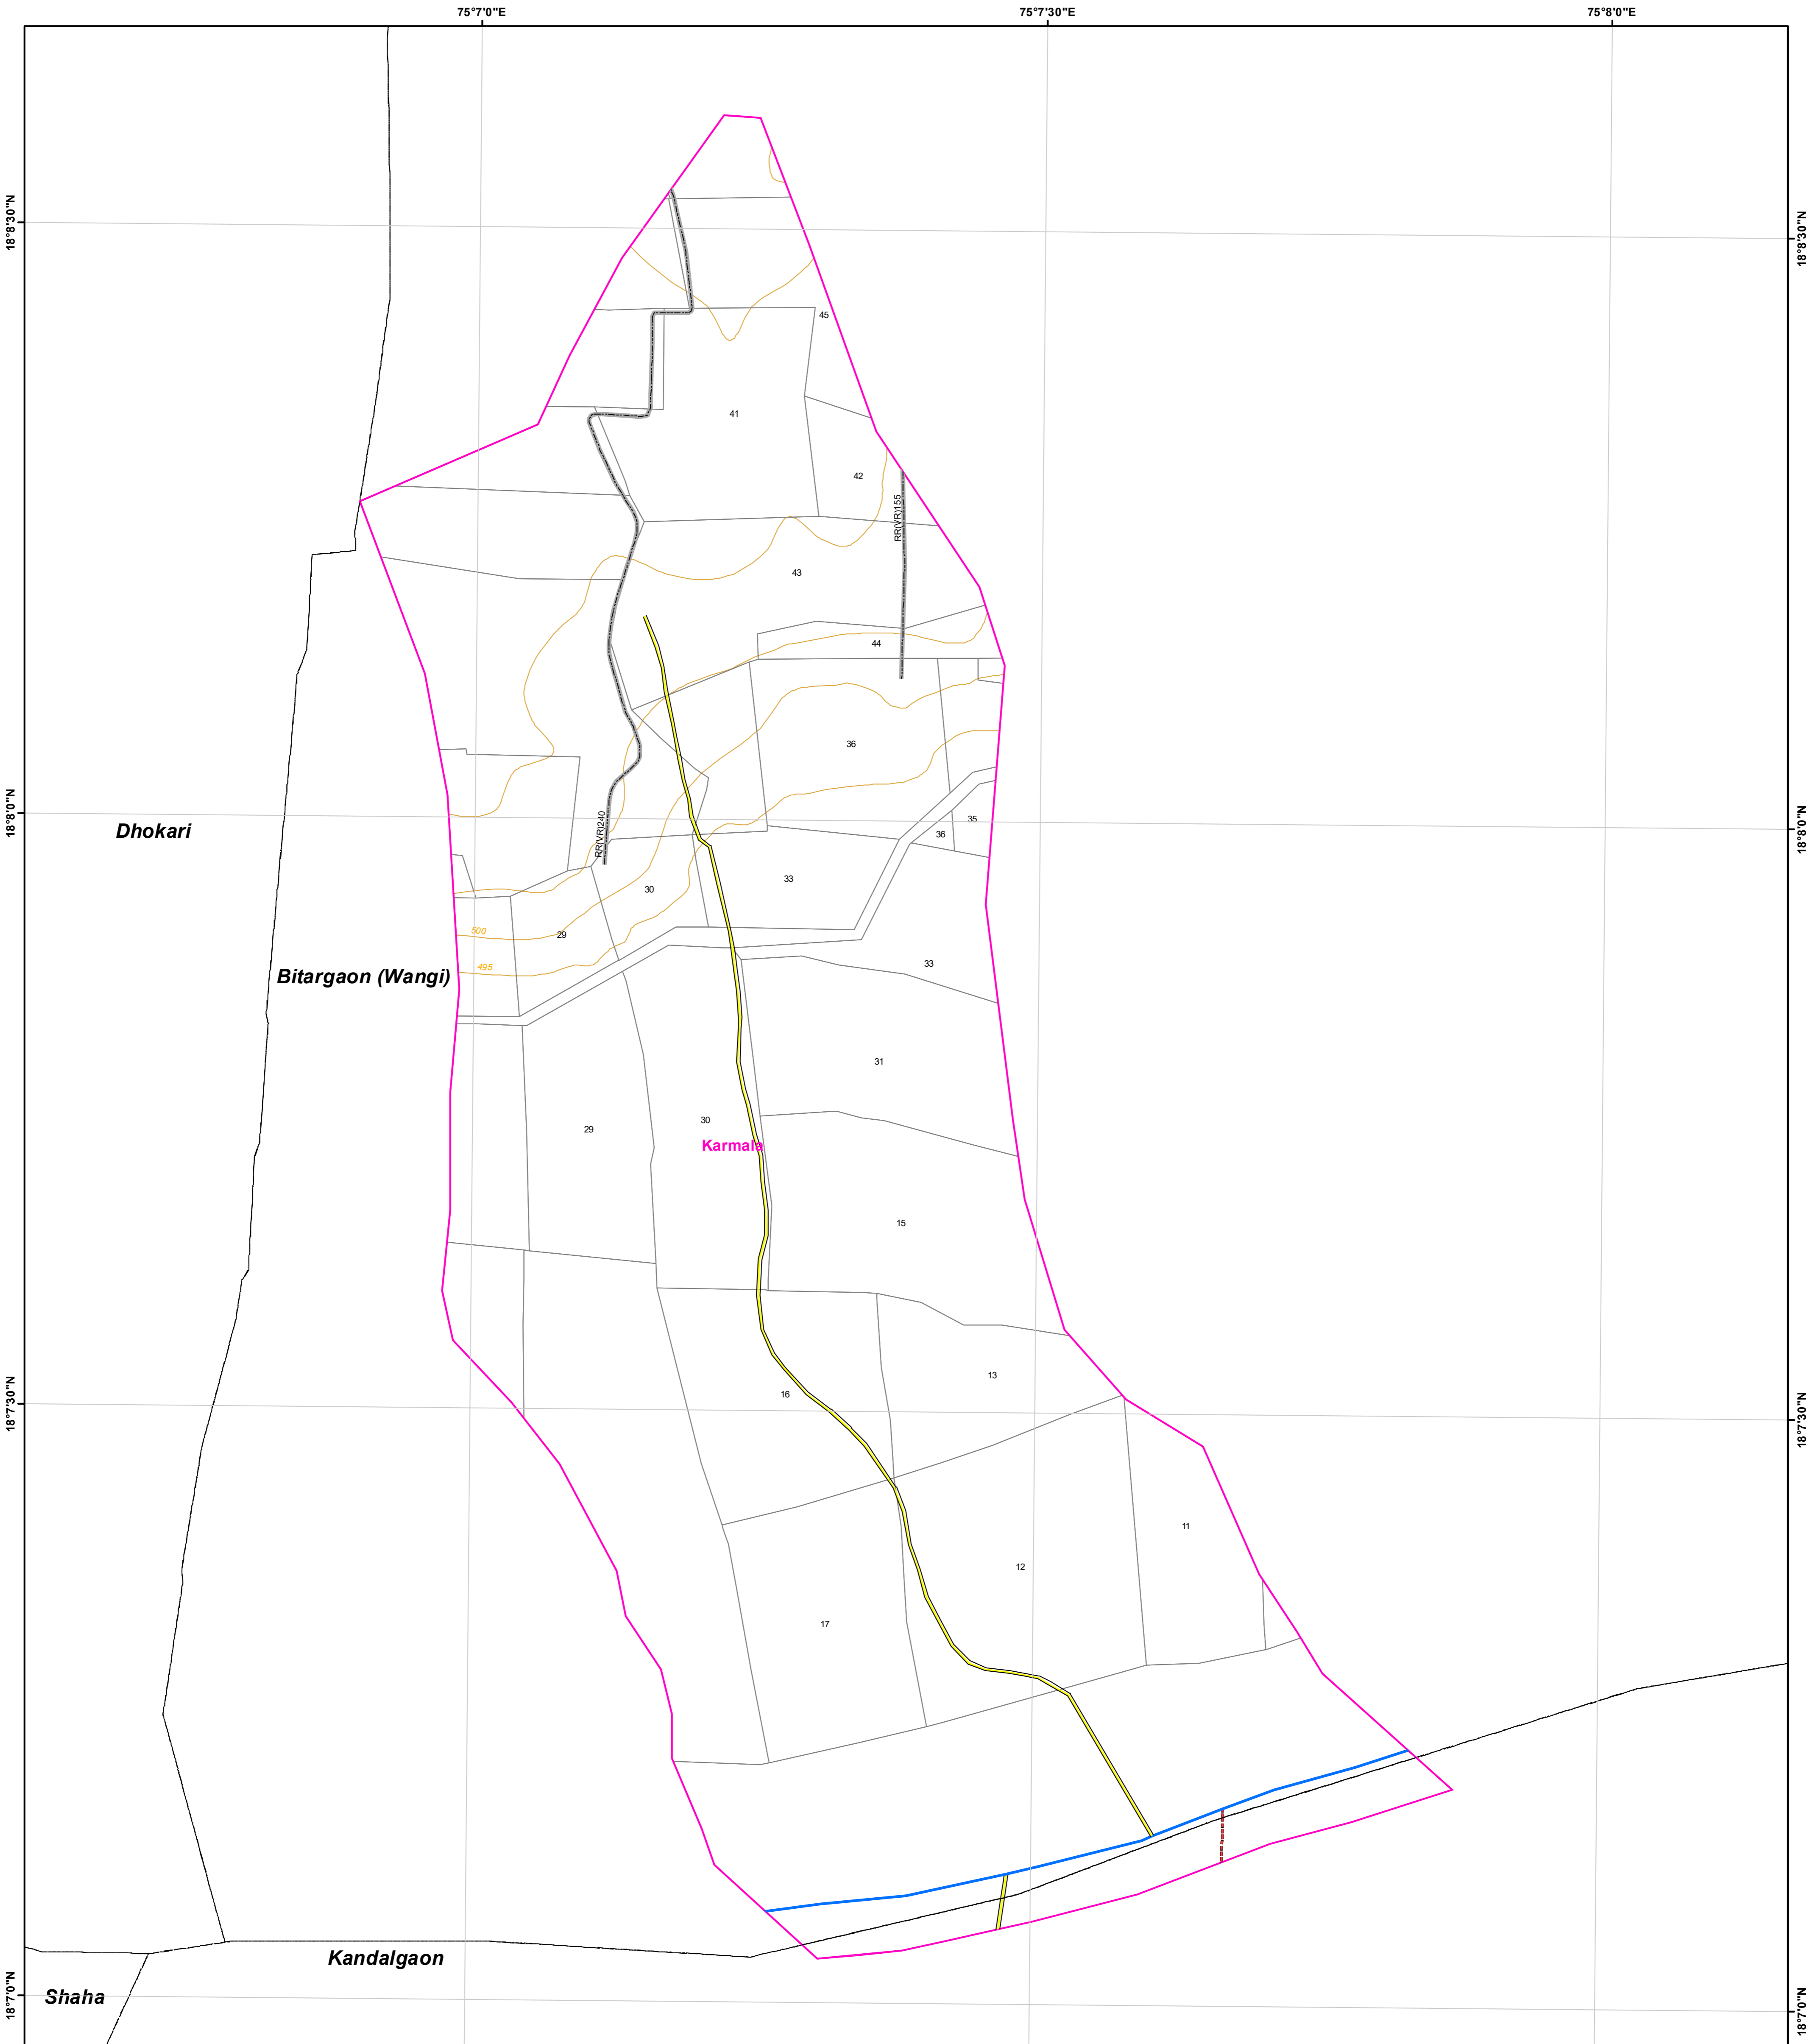 75°7'0"E
75°7'30"E
75°8'0"E
18°8'30"N
18°8'30"N
45
41
42
RR(VR)155
43
44
36
18°8'0"N
Dhokari
RR(VR)240
35
36
18°8'0"N
33
30
500
29
495
Bitargaon (Wangi)
33
31
29
30
Karmala
15
13
16
18°7'30"N
18°7'30"N
11
12
17
Kandalgaon
Shaha
18°7'0"N
18°7'0"N